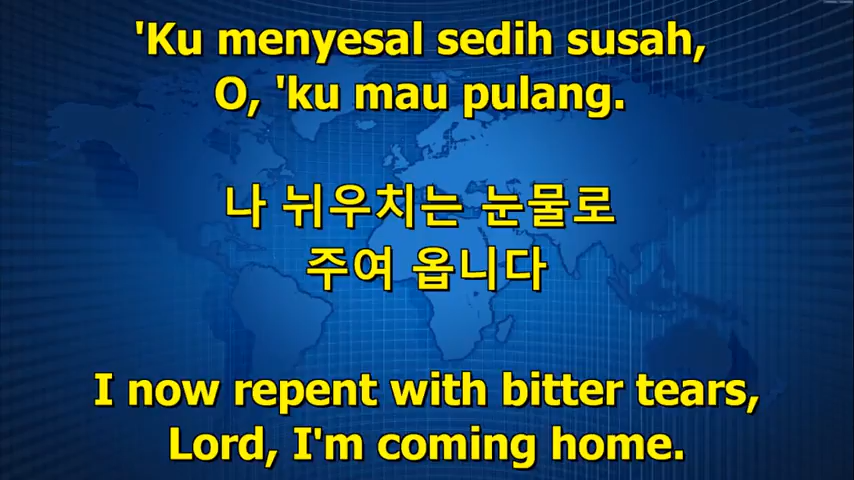 'Ku menyesal sedih susah,
O, 'ku mau pulang.
나 뉘우치는 눈물로
주여 옵니다
I now repent with bitter tears,
Lord, I'm coming home.